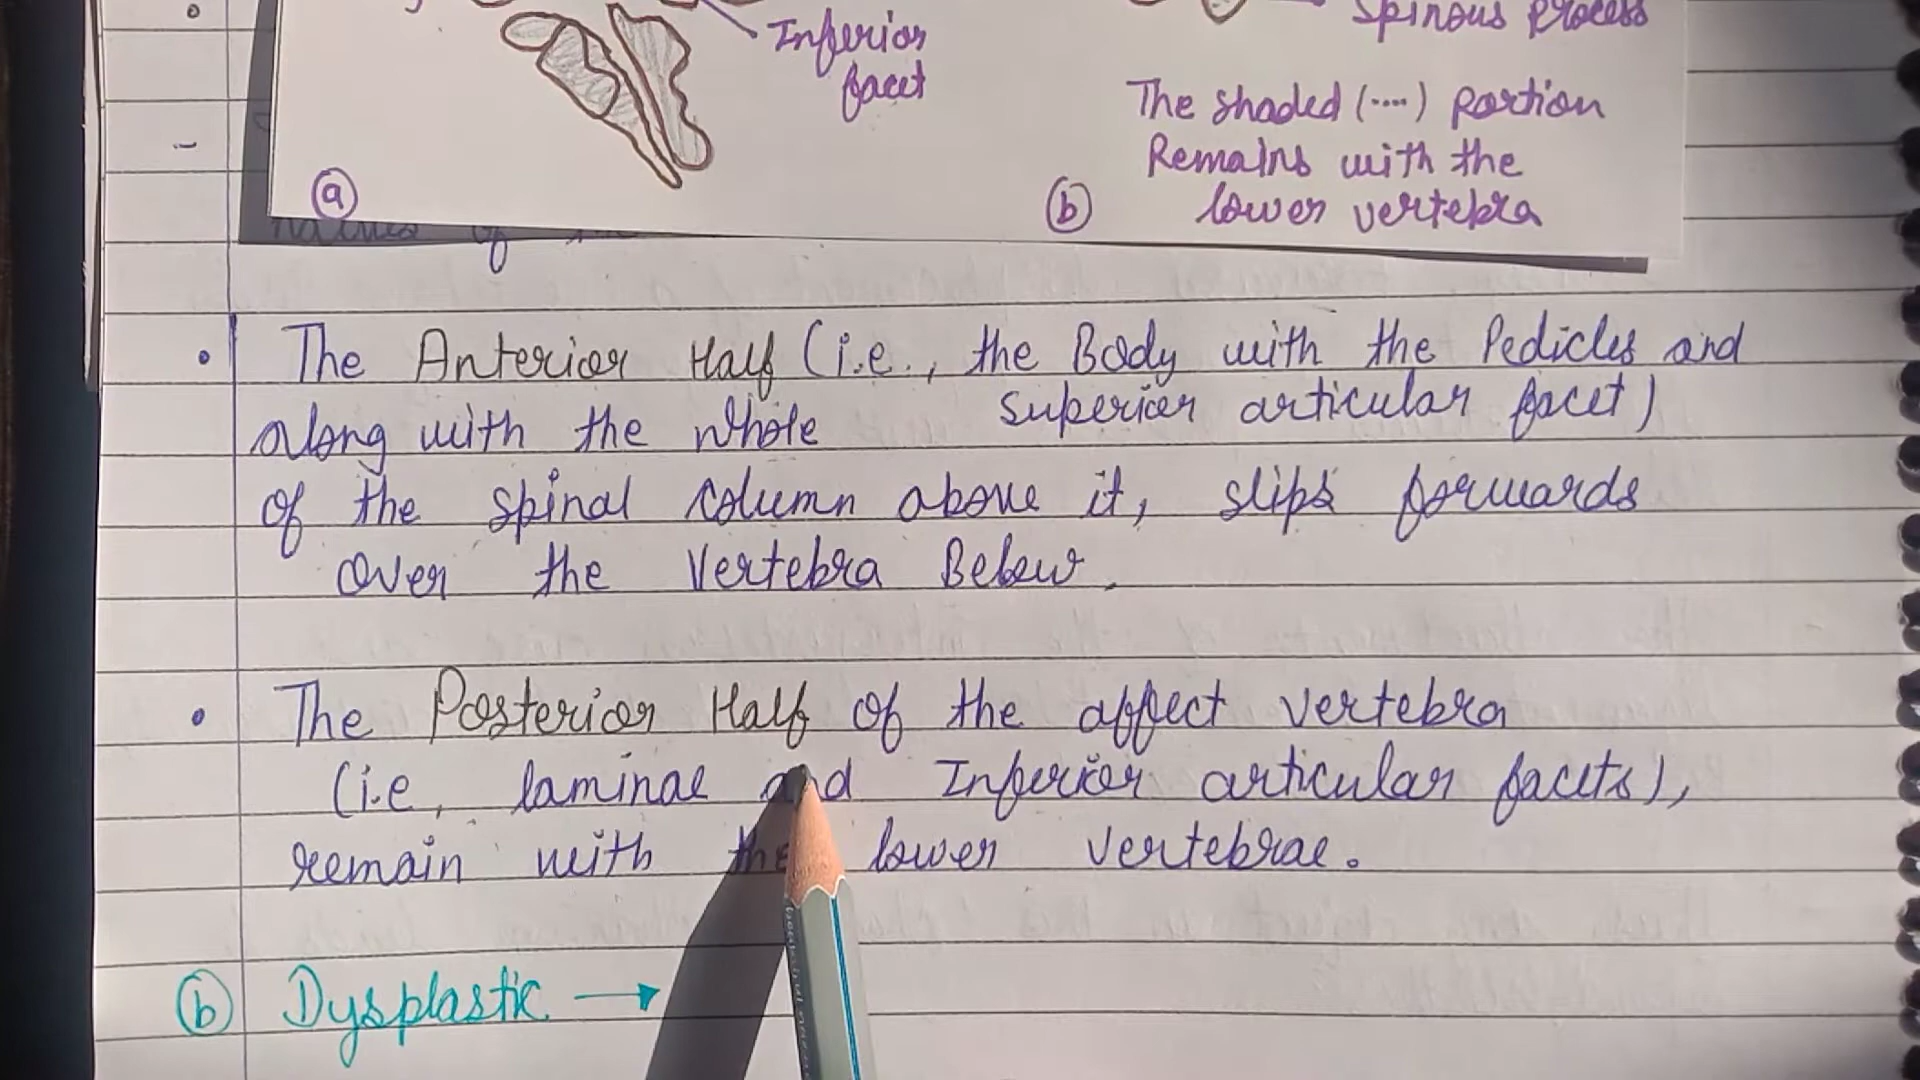 Spinous Process
Inferior
facet
The shaded (....) portion
Remains with the
lower vertebra
(a)
(b)
The Anterior Half (i.e., the Body with the Pedicles and
Superior articular facet)
along with the whole
of the spinal column above it, slips forwards
over the Vertebra Below.
The Posterior Half of the affect vertebra
(i.e, laminae and Inferior articular facets),
remain with the lower vertebrae.
(b) Dysplastic →